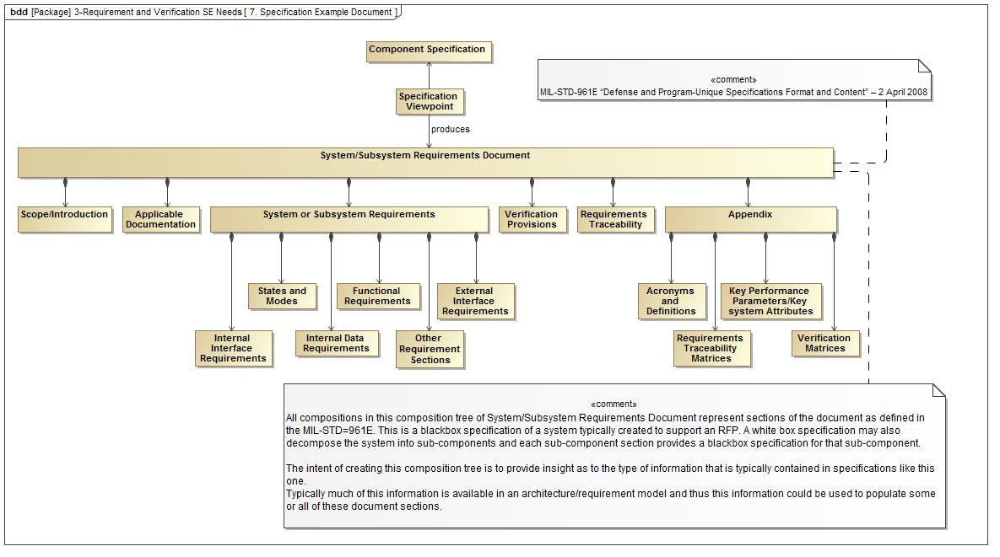 bdd [Package] 3-Requirement and Verification SE Needs [ 7. Specification Example Document ]
Component Specification
«comment»
MIL-STD-961E “Defense and Program-Unique Specifications Format and Content” – 2 April 2008
Specification
Viewpoint
produces
System/Subsystem Requirements Document
Scope/Introduction
Applicable
Documentation
System or Subsystem Requirements
Verification
Provisions
Requirements
Traceability
Appendix
States and
Modes
Functional
Requirements
External
Interface
Requirements
Acronyms
and
Definitions
Key Performance
Parameters/Key
system Attributes
Internal
Interface
Requirements
Internal Data
Requirements
Other
Requirement
Sections
Requirements
Traceability
Matrices
Verification
Matrices
«comment»
All compositions in this composition tree of System/Subsystem Requirements Document represent sections of the document as defined in
the MIL-STD=961E. This is a blackbox specification of a system typically created to support an RFP. A white box specification may also
decompose the system into sub-components and each sub-component section provides a blackbox specification for that sub-component.
The intent of creating this composition tree is to provide insight as to the type of information that is typically contained in specifications like this
one.
Typically much of this information is available in an architecture/requirement model and thus this information could be used to populate some
or all of these document sections.